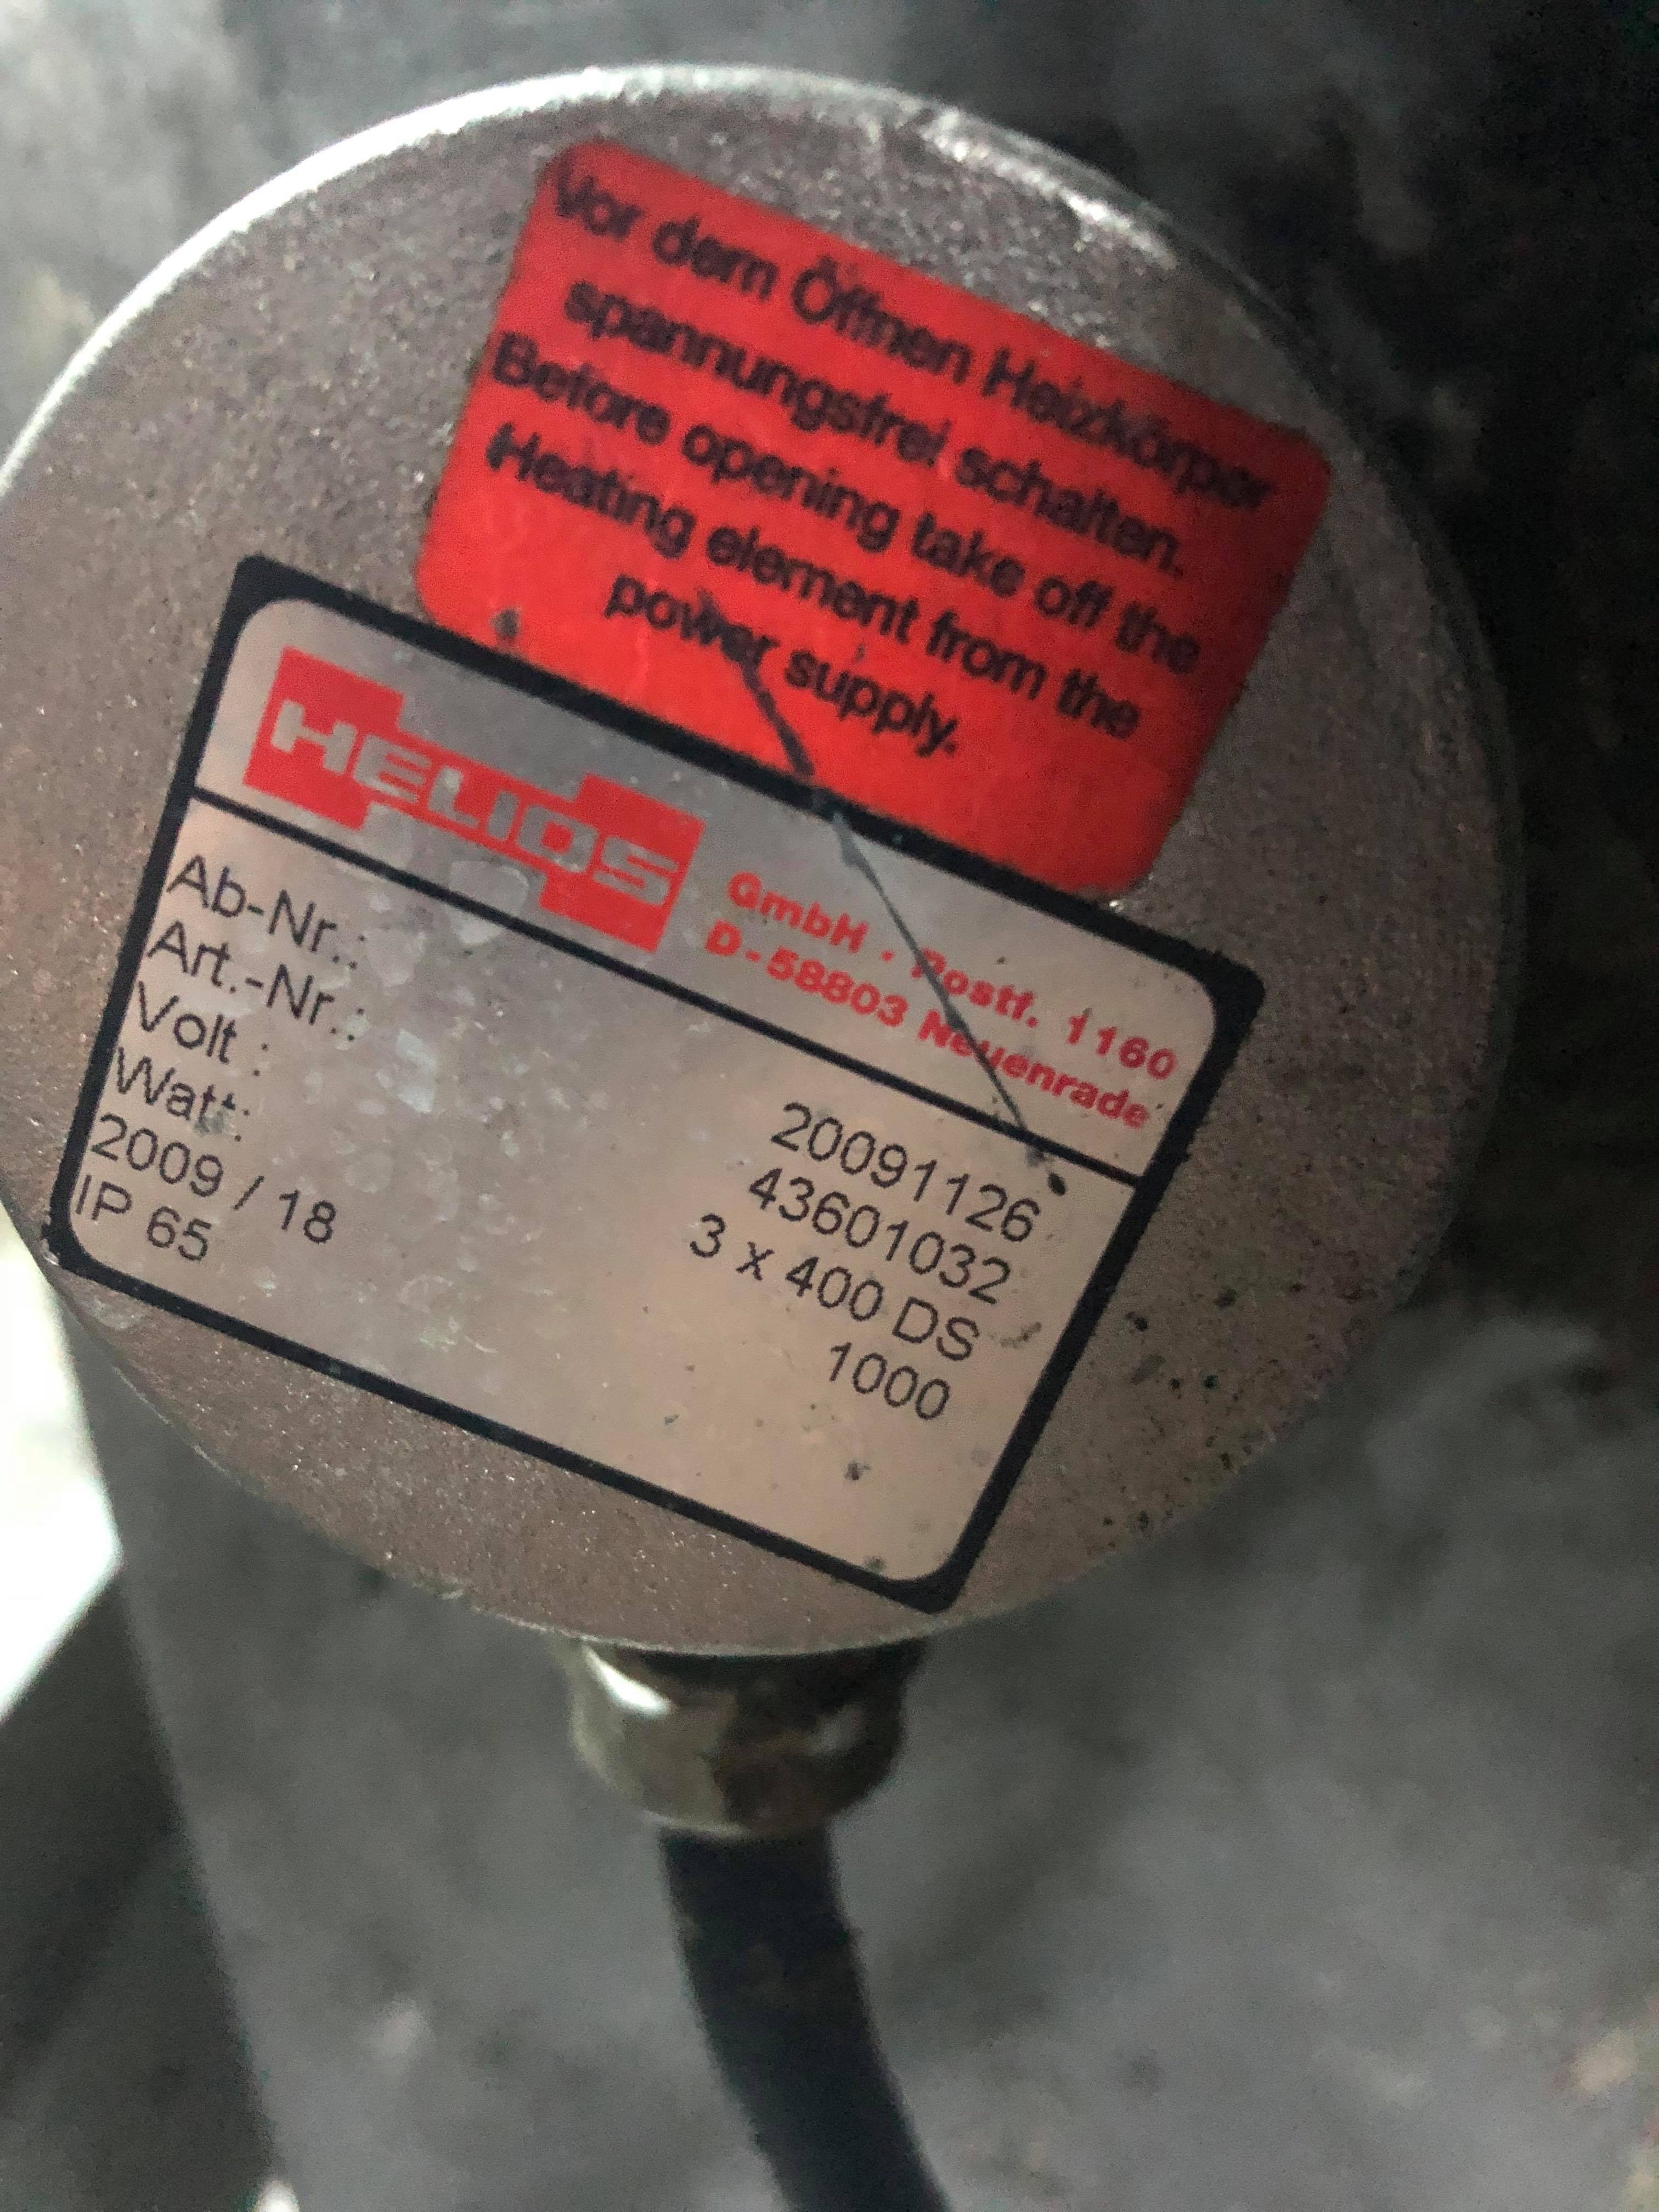 Vor dem Öffnen Heizkörper
spannungsfrei schalten.
Before opening take off the
Heating element from the
power supply.
HELIOS
GmbH · Postf. 1160
D-58803 Neuenrade
Ab-Nr.: 20091126
Art.-Nr.: 43601032
Volt : 3 x 400 DS
Watt: 1000
2009 / 18
IP 65